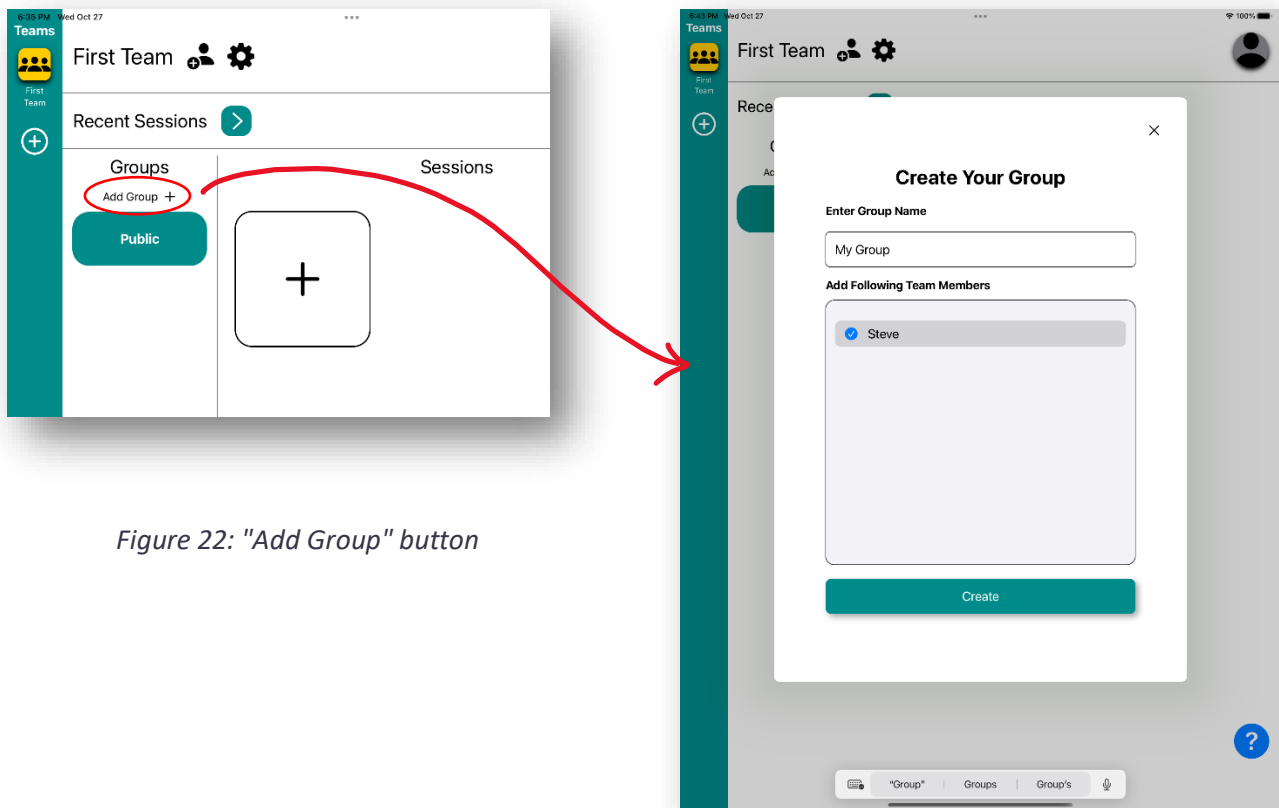 6:35 PM Wed Oct 27
Teams
First Team
First
Team
Recent Sessions
Groups
Sessions
Add Group +
Public
Figure 22: "Add Group" button
6:43 PM Wed Oct 27
100%
Teams
First Team
First
Team
Rece
Create Your Group
Enter Group Name
My Group
Add Following Team Members
Steve
Create
?
"Group" Groups Group's